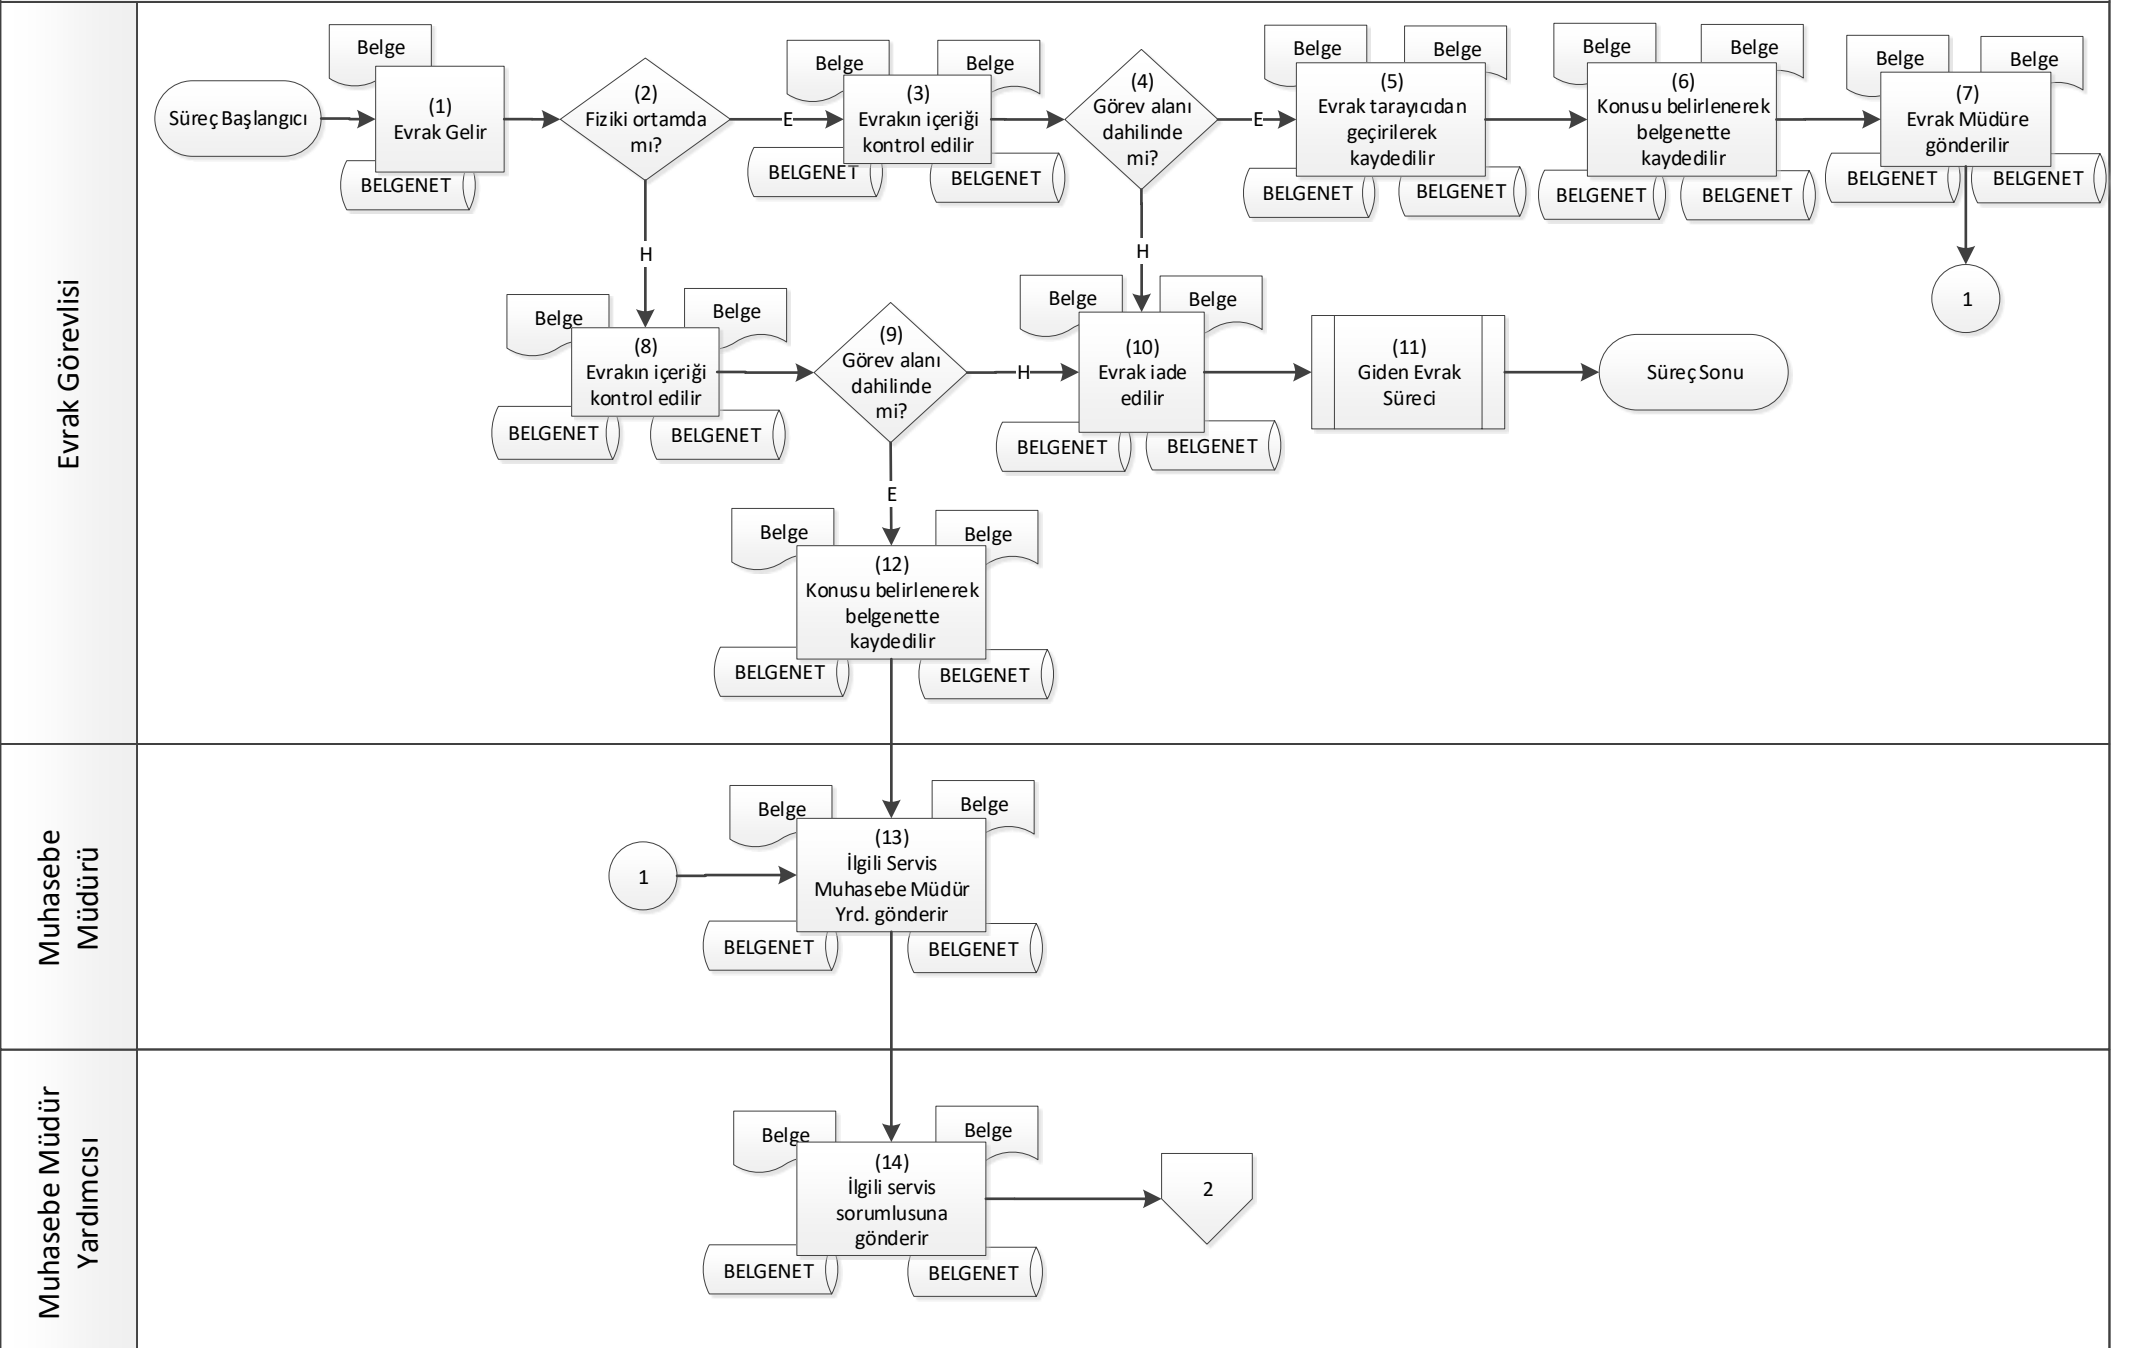 Evrak Görevlisi
Süreç Başlangıcı
Belge
(1)
Evrak Gelir
BELGENET
(2)
Fiziki ortamda
mı?
E
H
Belge
Belge
(3)
Evrakın içeriği
kontrol edilir
BELGENET
BELGENET
(4)
Görev alanı
dahilinde
mi?
E
H
Belge
Belge
(5)
Evrak tarayıcıdan
geçirilerek
kaydedilir
BELGENET
BELGENET
Belge
Belge
(6)
Konusu belirlenerek
belgenette
kaydedilir
BELGENET
BELGENET
Belge
Belge
(7)
Evrak Müdüre
gönderilir
BELGENET
BELGENET
1
Belge
Belge
(8)
Evrakın içeriği
kontrol edilir
BELGENET
BELGENET
(9)
Görev alanı
dahilinde
mi?
H
E
Belge
Belge
(10)
Evrak iade
edilir
BELGENET
BELGENET
(11)
Giden Evrak
Süreci
Süreç Sonu
Belge
Belge
(12)
Konusu belirlenerek
belgenette
kaydedilir
BELGENET
BELGENET
Muhasebe
Müdürü
1
Belge
Belge
(13)
İlgili Servis
Muhasebe Müdür
Yrd. gönderir
BELGENET
BELGENET
Muhasebe Müdür
Yardımcısı
Belge
Belge
(14)
İlgili servis
sorumlusuna
gönderir
BELGENET
BELGENET
2